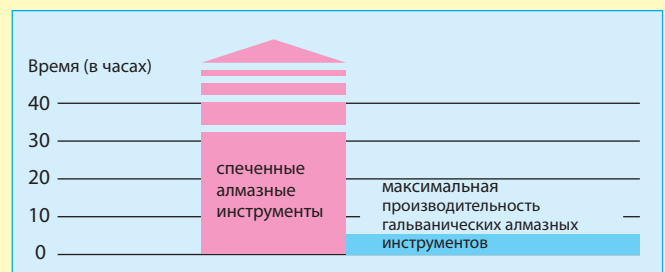 Время (в часах)
40
30
20
10
0
спеченные
алмазные
инструменты
максимальная
производительность
гальванических алмазных
инструментов